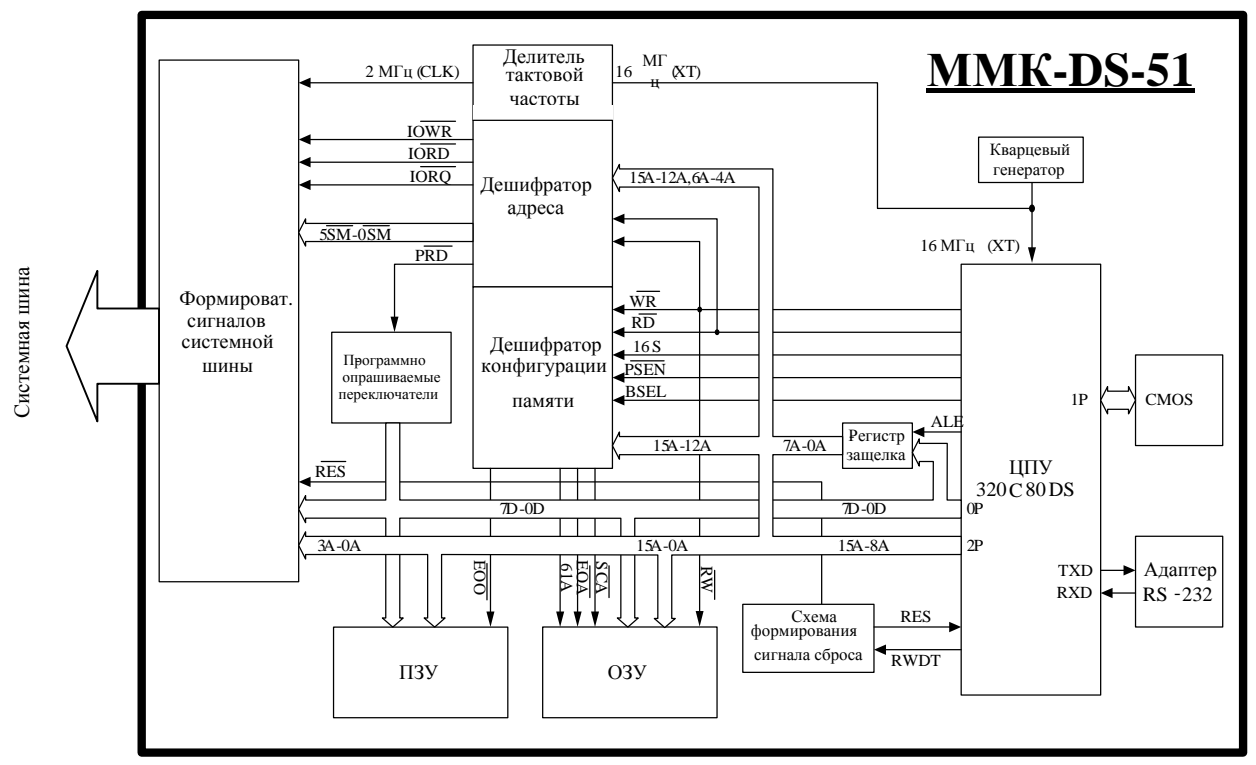 ММК-DS-51
Делитель
тактовой
частоты
2 МГц (CLK)
16 МГц (XT)
Кварцевый
генератор
16 МГц (XT)
IOWR
IORD
IORQ
5SM-0SM
PRD
Дешифратор
адреса
15A-12A,6A-4A
Системная шина
Формироват.
сигналов
системной
шины
Программно
опрашиваемые
переключатели
Дешифратор
конфигурации
памяти
WR
RD
16S
PSEN
BSEL
15A-12A
7A-0A
Регистр
защелка
ALE
1P
CMOS
ЦПУ
320C80DS
RES
7D-0D
7D-0D
0P
3A-0A
15A-0A
15A-8A
2P
EOO
61A
EOA
SCA
RW
TXD
RXD
Адаптер
RS-232
Схема
формирования
сигнала сброса
RES
RWDT
ПЗУ
ОЗУ